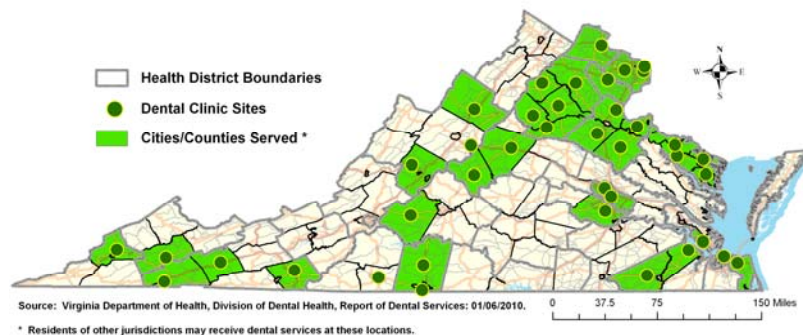 N
W E
S
Health District Boundaries
Dental Clinic Sites
Cities/Counties Served *
Source: Virginia Department of Health, Division of Dental Health, Report of Dental Services: 01/06/2010.
0 37.5 75 150 Miles
* Residents of other jurisdictions may receive dental services at these locations.